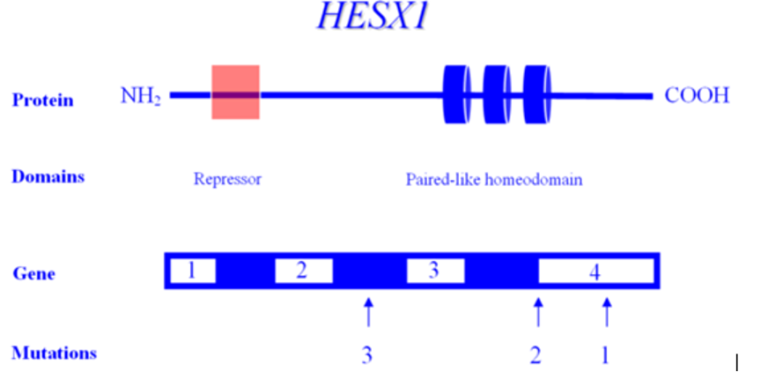 HESX1
Protein NH₂ COOH
Domains Repressor Paired-like homeodomain
Gene 1 2 3 4
Mutations 3 2 1